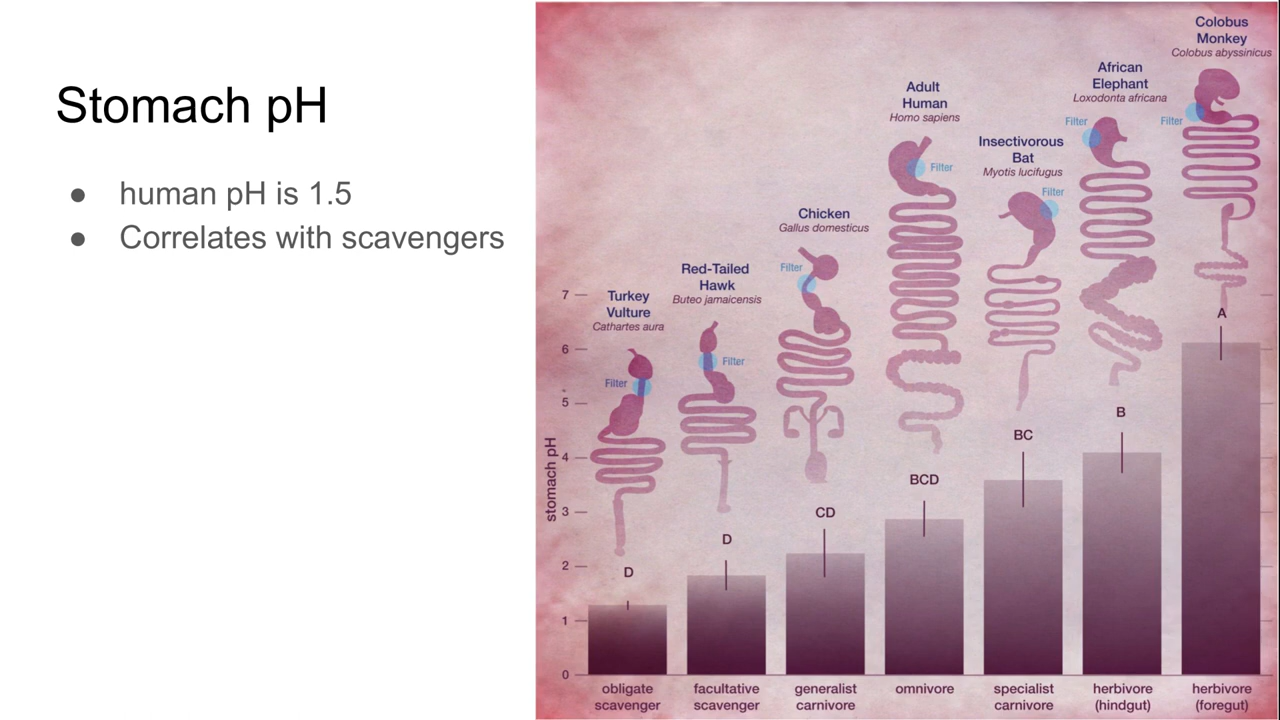 Stomach pH
● human pH is 1.5
● Correlates with scavengers
Colobus
Monkey
Colobus abyssinicus
African
Elephant
Loxodonta africana
Adult
Human
Homo sapiens
Insectivorous
Bat
Myotis lucifugus
Chicken
Gallus domesticus
Red-Tailed
Hawk
Buteo jamaicensis
Turkey
Vulture
Cathartes aura
Filter
Filter
Filter
Filter
Filter
Filter
Filter
stomach pH
7
6
5
4
3
2
1
0
D
D
CD
BCD
BC
B
A
obligate
scavenger
facultative
scavenger
generalist
carnivore
omnivore
specialist
carnivore
herbivore
(hindgut)
herbivore
(foregut)